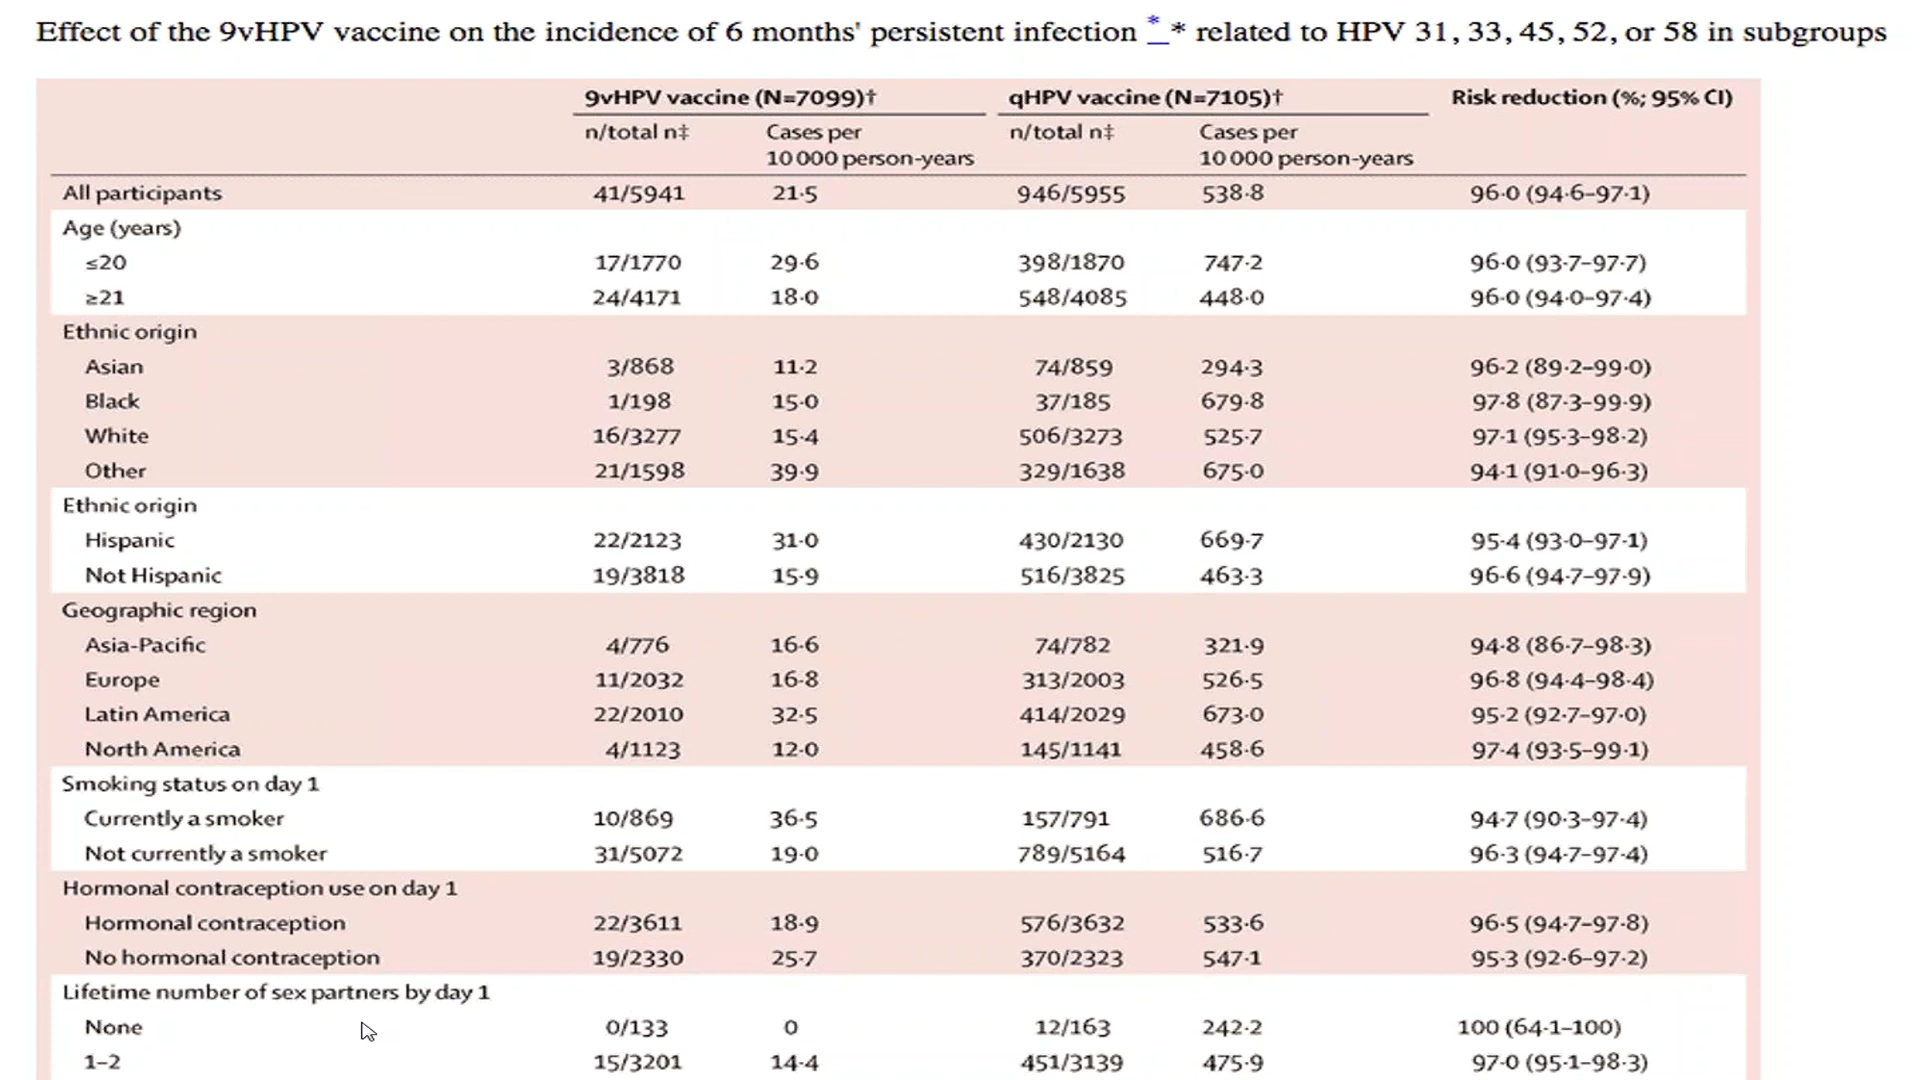 Effect of the 9vHPV vaccine on the incidence of 6 months' persistent infection * * related to HPV 31, 33, 45, 52, or 58 in subgroups
9vHPV vaccine (N=7099)† qHPV vaccine (N=7105)† Risk reduction (%; 95% CI)
n/total n‡ Cases per 10 000 person-years n/total n‡ Cases per 10 000 person-years
All participants 41/5941 21·5 946/5955 538·8 96·0 (94·6–97·1)
Age (years)
≤20 17/1770 29·6 398/1870 747·2 96·0 (93·7–97·7)
≥21 24/4171 18·0 548/4085 448·0 96·0 (94·0–97·4)
Ethnic origin
Asian 3/868 11·2 74/859 294·3 96·2 (89·2–99·0)
Black 1/198 15·0 37/185 679·8 97·8 (87·3–99·9)
White 16/3277 15·4 506/3273 525·7 97·1 (95·3–98·2)
Other 21/1598 39·9 329/1638 675·0 94·1 (91·0–96·3)
Ethnic origin
Hispanic 22/2123 31·0 430/2130 669·7 95·4 (93·0–97·1)
Not Hispanic 19/3818 15·9 516/3825 463·3 96·6 (94·7–97·9)
Geographic region
Asia-Pacific 4/776 16·6 74/782 321·9 94·8 (86·7–98·3)
Europe 11/2032 16·8 313/2003 526·5 96·8 (94·4–98·4)
Latin America 22/2010 32·5 414/2029 673·0 95·2 (92·7–97·0)
North America 4/1123 12·0 145/1141 458·6 97·4 (93·5–99·1)
Smoking status on day 1
Currently a smoker 10/869 36·5 157/791 686·6 94·7 (90·3–97·4)
Not currently a smoker 31/5072 19·0 789/5164 516·7 96·3 (94·7–97·4)
Hormonal contraception use on day 1
Hormonal contraception 22/3611 18·9 576/3632 533·6 96·5 (94·7–97·8)
No hormonal contraception 19/2330 25·7 370/2323 547·1 95·3 (92·6–97·2)
Lifetime number of sex partners by day 1
None 0/133 0 12/163 242·2 100 (64·1–100)
1–2 15/3201 14·4 451/3139 475·9 97·0 (95·1–98·3)